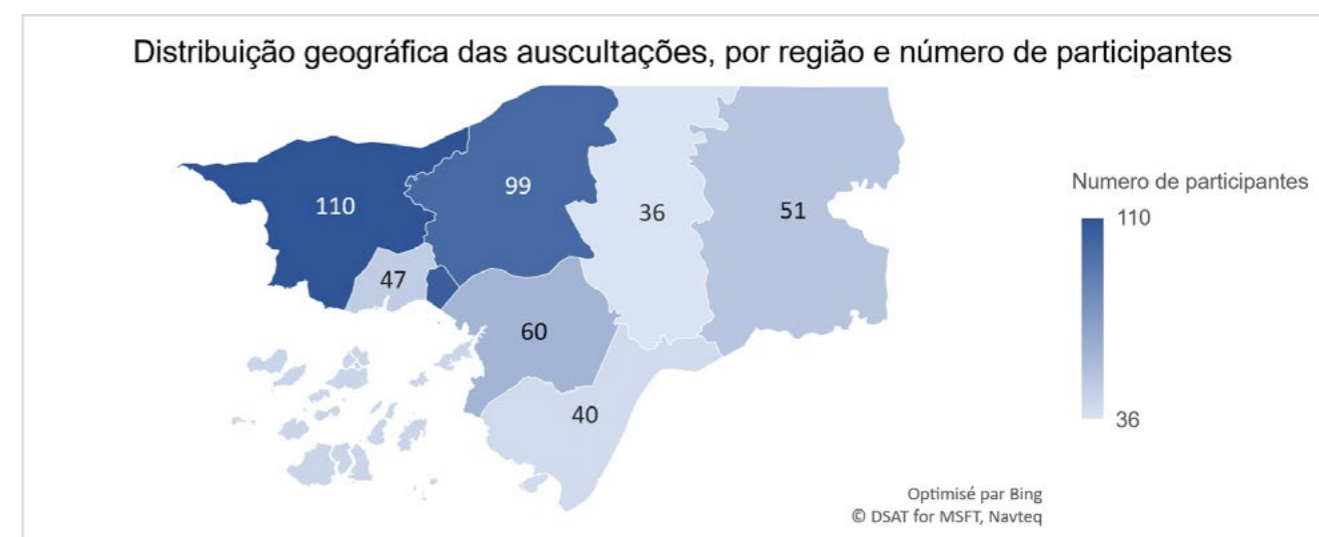 Distribuição geográfica das auscultações, por região e número de participantes
110
99
36
51
47
60
40
Numero de participantes
110
36
Optimisé par Bing
© DSAT for MSFT, Navteq